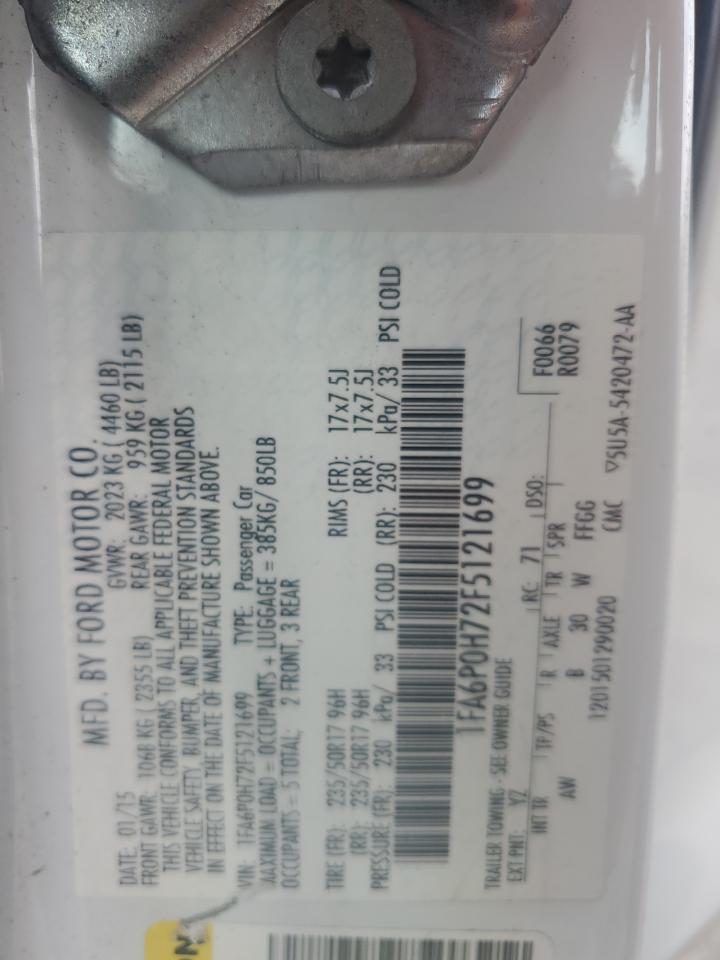 MFD. BY FORD MOTOR CO.
DATE: 01/15 GVWR: 2023 KG ( 4460 LB)
FRONT GAWR: 1068 KG ( 2355 LB) REAR GAWR: 959 KG ( 2115 LB)
THIS VEHICLE CONFORMS TO ALL APPLICABLE FEDERAL MOTOR
VEHICLE SAFETY, BUMPER, AND THEFT PREVENTION STANDARDS
IN EFFECT ON THE DATE OF MANUFACTURE SHOWN ABOVE.
VIN: 1FA6P0H72F5121699 TYPE: Passenger Car
MAXIMUM LOAD = OCCUPANTS + LUGGAGE = 385KG/ 850LB
OCCUPANTS = 5 TOTAL; 2 FRONT, 3 REAR
TIRE (FR): 235/50R17 96H RIMS (FR): 17x7.5J
(RR): 235/50R17 96H (RR): 17x7.5J
PRESSURE (FR): 230 kPa/ 33 PSI COLD (RR): 230 kPa/ 33 PSI COLD
1FA6P0H72F5121699
TRAILER TOWING - SEE OWNER GUIDE
F0066
R0079
EXT PNT: YZ RC: 71 DSO:
INT TR TP/PS R AXLE TR SPR
AW B 30 W FFGG
1201501290020 CMC ▽5U5A-5420472-AA